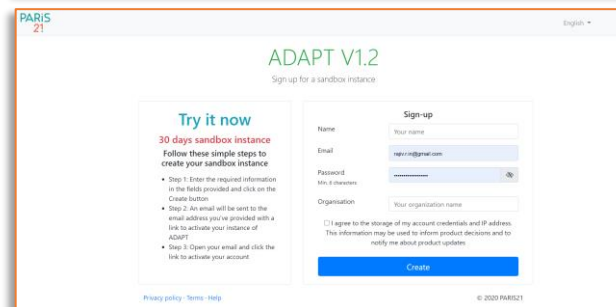 PARIS
21
English
ADAPT V1.2
Sign up for a sandbox instance
Try it now
30 days sandbox instance
Follow these simple steps to
create your sandbox instance
• Step 1: Enter the required information
in the fields provided and click on the
Create button
• Step 2: An email will be sent to the
email address you've provided with a
link to activate your instance of
ADAPT
• Step 3: Open your email and click the
link to activate your account
Sign-up
Name
Your name
Email
Password
Min. 8 characters
Organisation
Your organization name
I agree to the storage of my account credentials and IP address.
This information may be used to inform product decisions and to
notify me about product updates
Create
Privacy policy - Terms - Help
© 2020 PARIS21